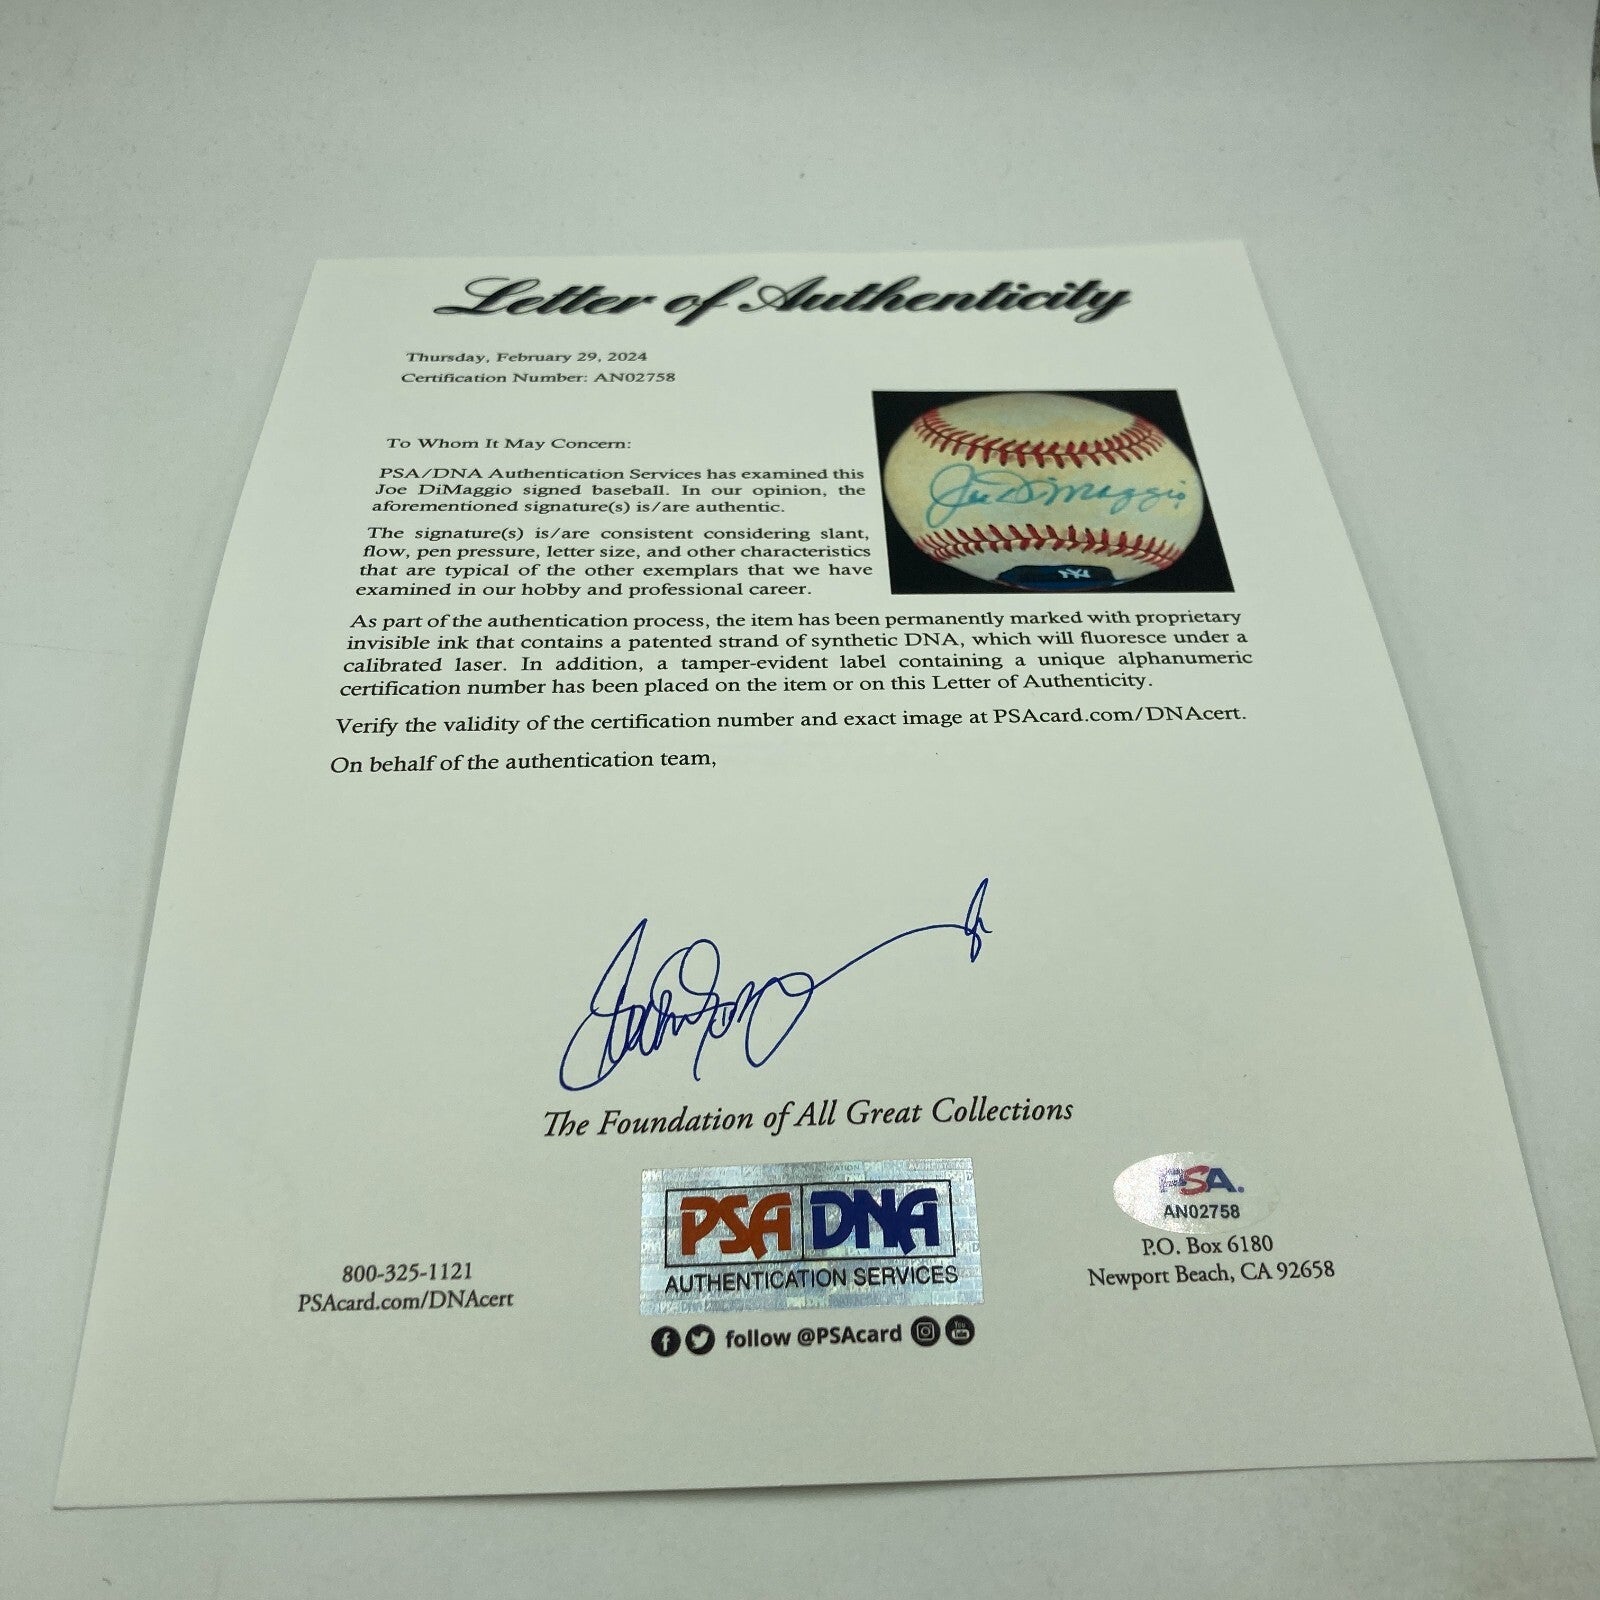 Letter of Authenticity
Thursday, February 29, 2024
Certification Number: AN02758
To Whom It May Concern:
PSA/DNA Authentication Services has examined this
Joe DiMaggio signed baseball. In our opinion, the
aforementioned signature(s) is/are authentic.
The signature(s) is/are consistent considering slant,
flow, pen pressure, letter size, and other characteristics
that are typical of the other exemplars that we have
examined in our hobby and professional career.
Joe DiMaggio
NY
As part of the authentication process, the item has been permanently marked with proprietary
invisible ink that contains a patented strand of synthetic DNA, which will fluoresce under a
calibrated laser. In addition, a tamper-evident label containing a unique alphanumeric
certification number has been placed on the item or on this Letter of Authenticity.
Verify the validity of the certification number and exact image at PSAcard.com/DNAcert.
On behalf of the authentication team,
The Foundation of All Great Collections
800-325-1121
PSAcard.com/DNAcert
PSA DNA
AUTHENTICATION SERVICES
follow @PSAcard
PSA.
AN02758
P.O. Box 6180
Newport Beach, CA 92658